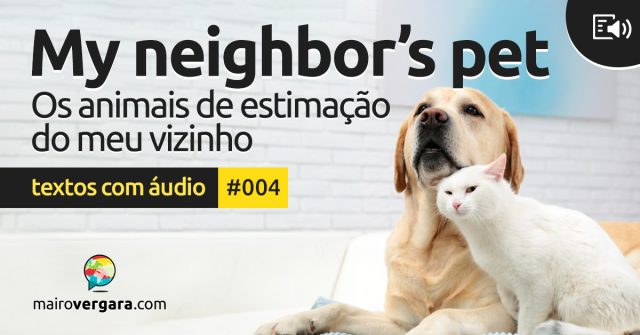 My neighbor’s pet
Os animais de estimação
do meu vizinho
textos com áudio #004
mairovergara.com